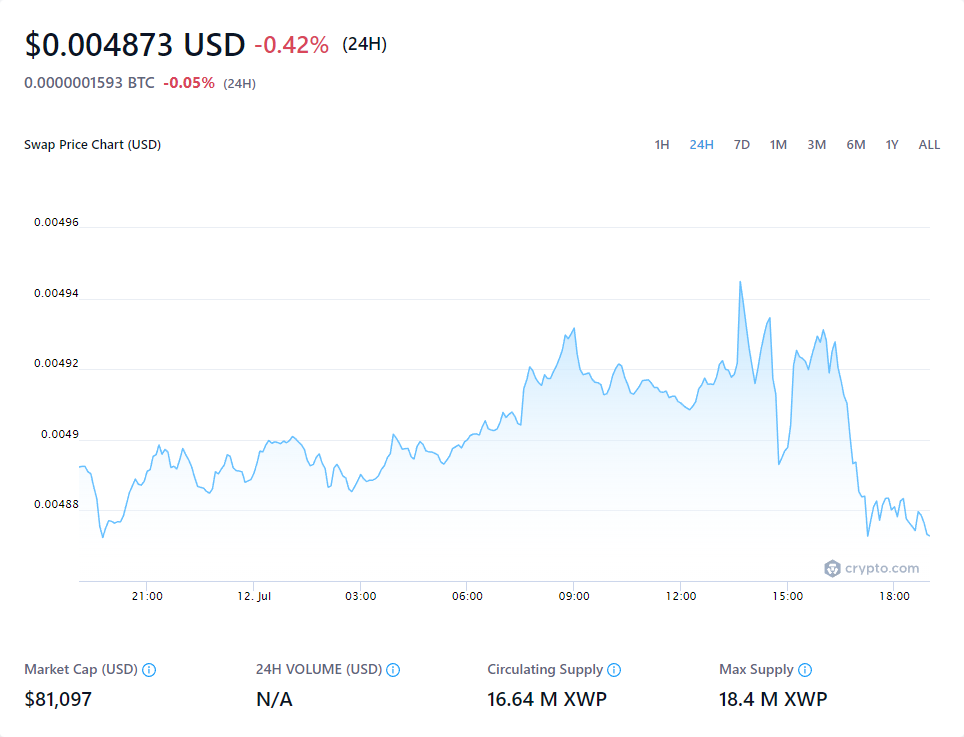 $0.004873 USD -0.42% (24H)
0.0000001593 BTC -0.05% (24H)
Swap Price Chart (USD) 1H 24H 7D 1M 3M 6M 1Y ALL
0.00496
0.00494
0.00492
0.0049
0.00488
crypto.com
21:00 12. Jul 03:00 06:00 09:00 12:00 15:00 18:00
Market Cap (USD) 24H VOLUME (USD) Circulating Supply Max Supply
$81,097 N/A 16.64 M XWP 18.4 M XWP